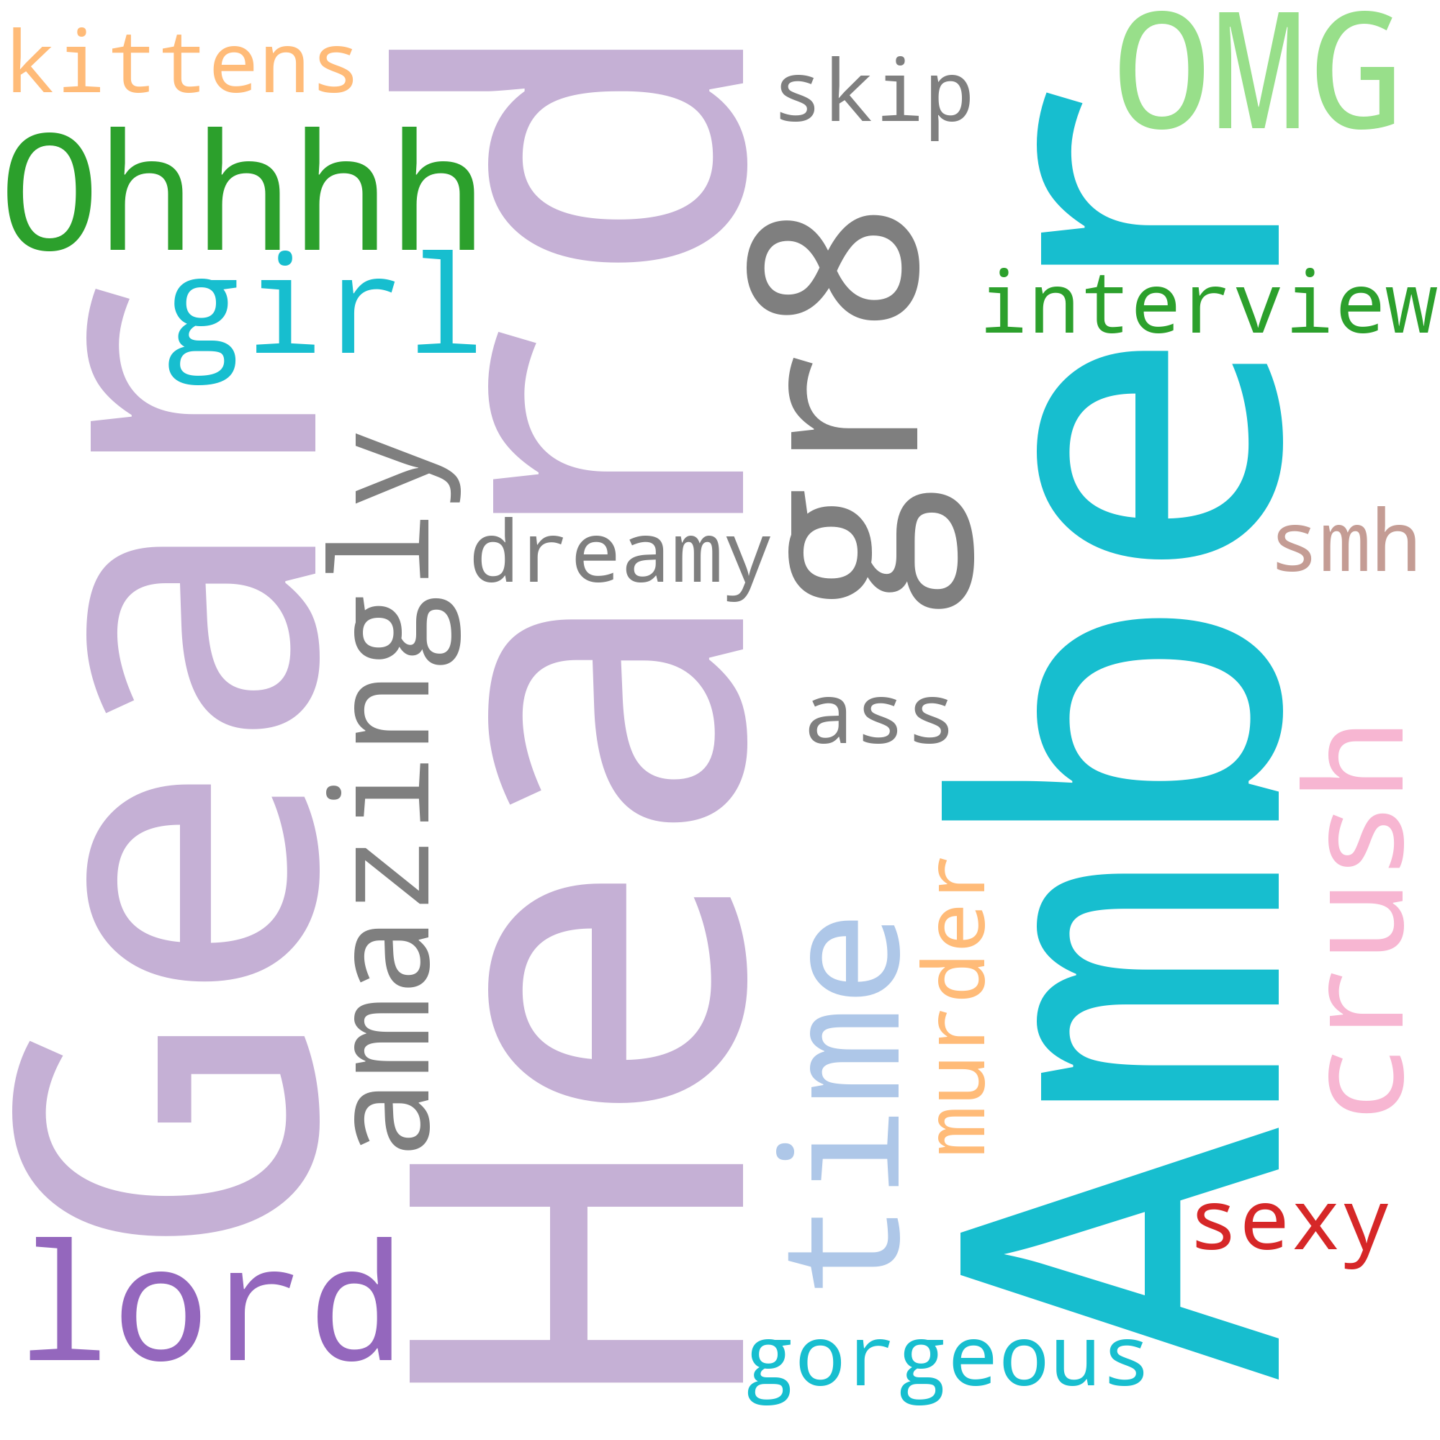 kittens
Ohhhh
girl
Gear
amazingly
lord
Heard
dreamy
skip
gr8
ass
time
murder
gorgeous
OMG
Amber
interview
smh
crush
sexy